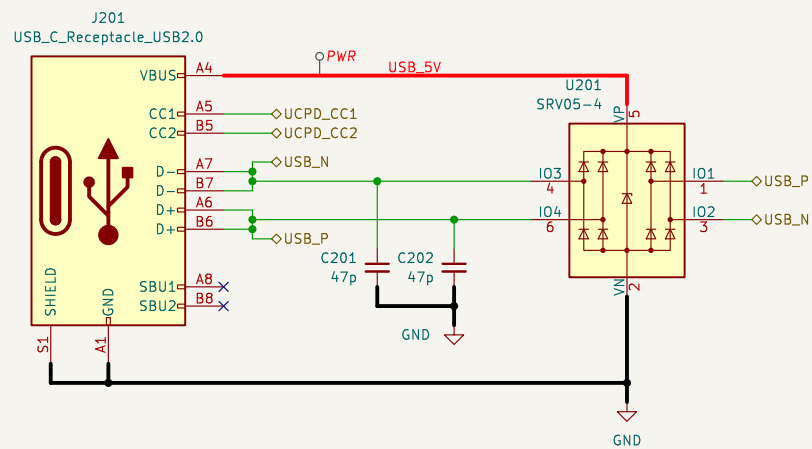 J201
USB_C_Receptacle_USB2.0
VBUS A4
PWR
USB_5V
U201
SRV05-4
VP 5
CC1 A5 UCPD_CC1
CC2 B5 UCPD_CC2
D- A7 USB_N
D- B7
D+ A6
D+ B6 USB_P
IO3 4
IO1 1 USB_P
IO4 6
IO2 3 USB_N
C201
47p
C202
47p
SBU1 A8
SBU2 B8
SHIELD S1
GND A1
VN 2
GND
GND